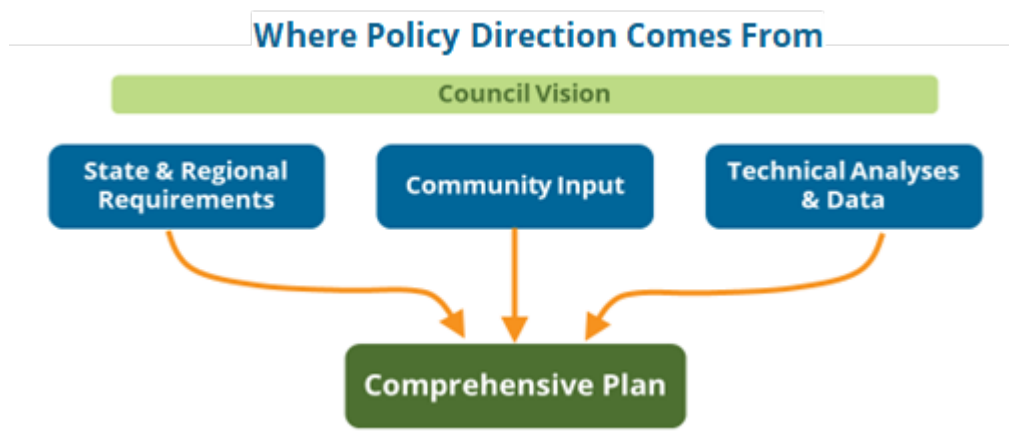 Where Policy Direction Comes From
Council Vision
State & Regional
Requirements
Community Input
Technical Analyses
& Data
Comprehensive Plan